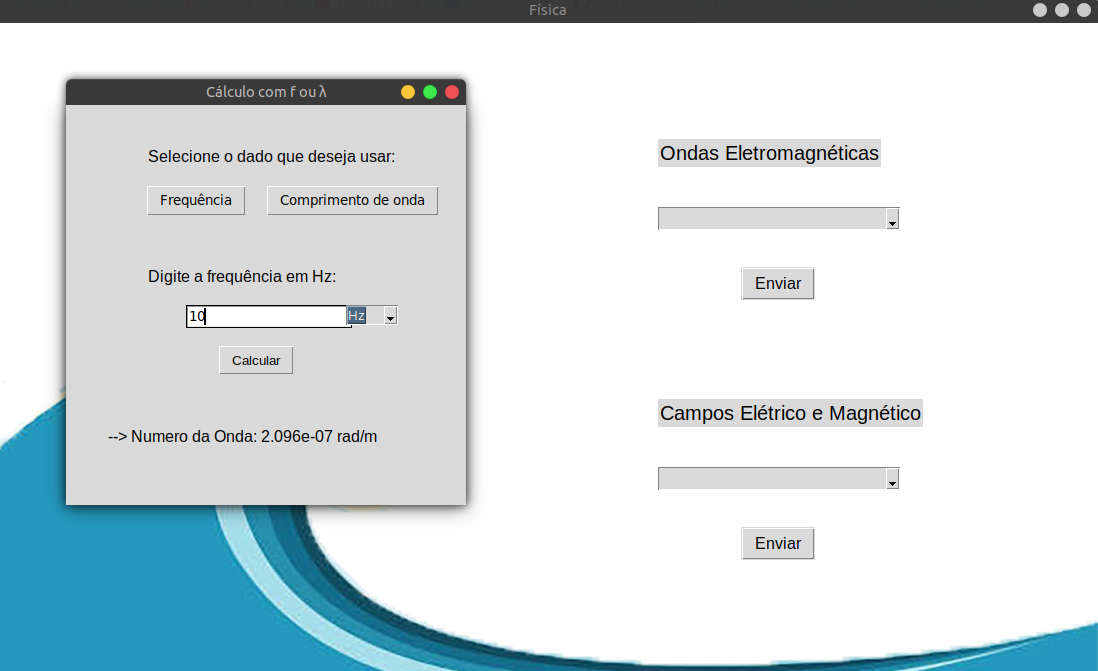 Física
Cálculo com f ou λ
Selecione o dado que deseja usar:
Frequência Comprimento de onda
Digite a frequência em Hz:
10 Hz
Calcular
--> Numero da Onda: 2.096e-07 rad/m
Ondas Eletromagnéticas
Enviar
Campos Elétrico e Magnético
Enviar